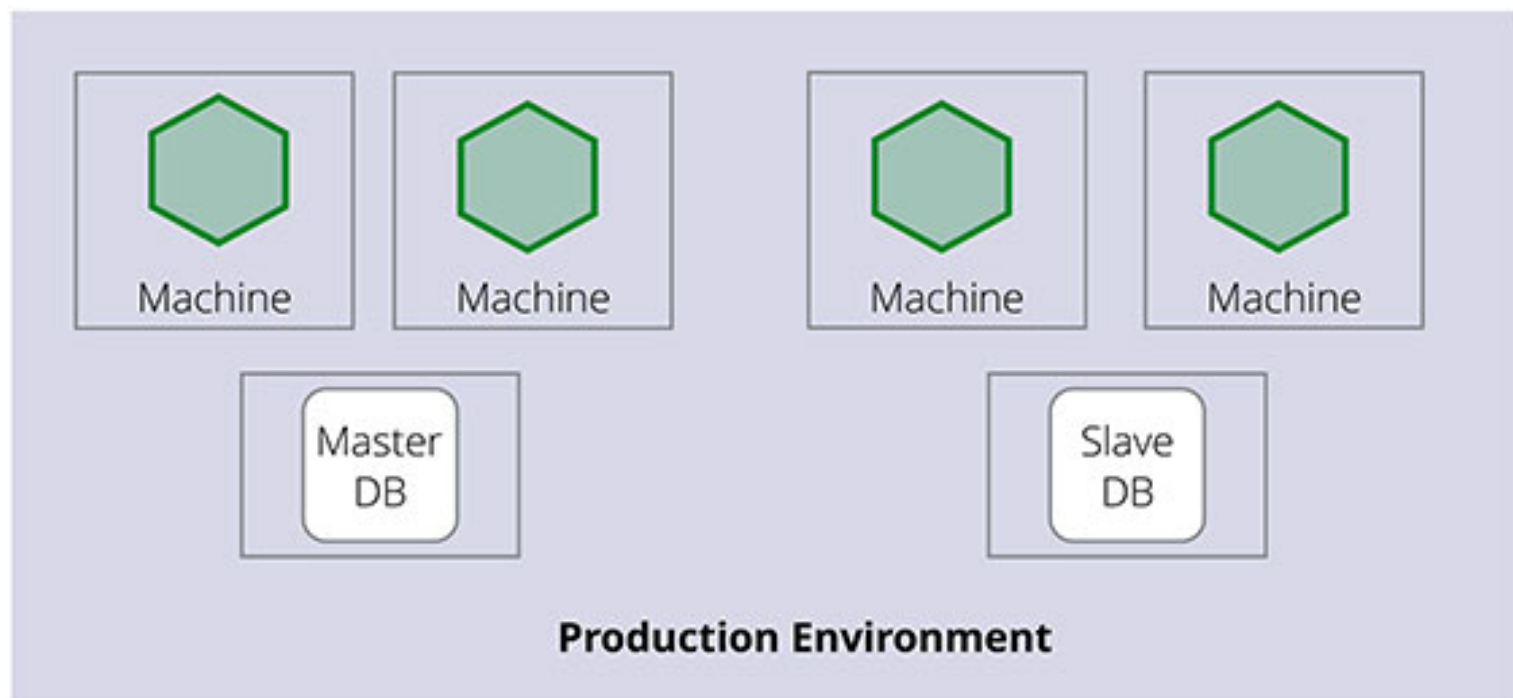 Machine
Machine
Machine
Machine
Master
DB
Slave
DB
Production Environment